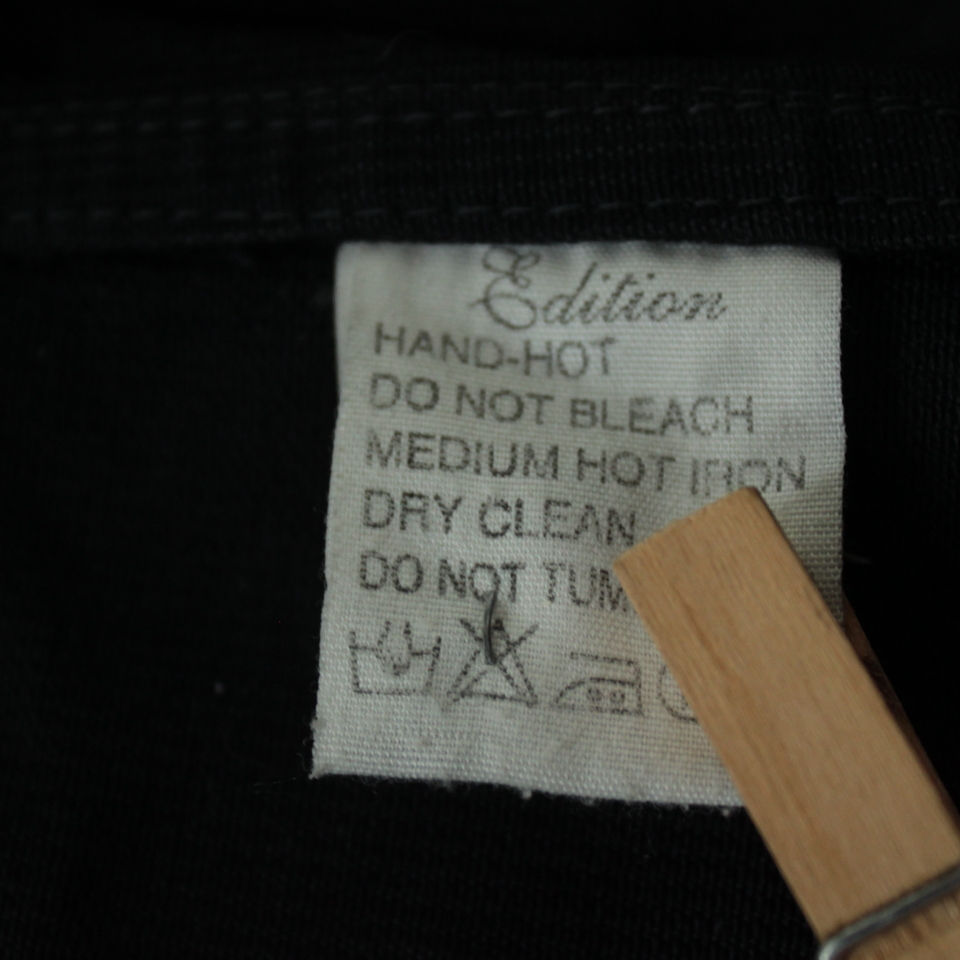 Edition
HAND-HOT
DO NOT BLEACH
MEDIUM HOT IRON
DRY CLEAN
DO NOT TUM